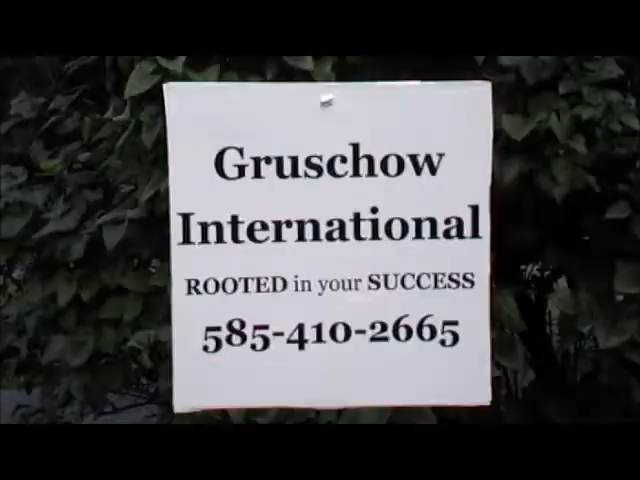 Gruschow
International
ROOTED in your SUCCESS
585-410-2665